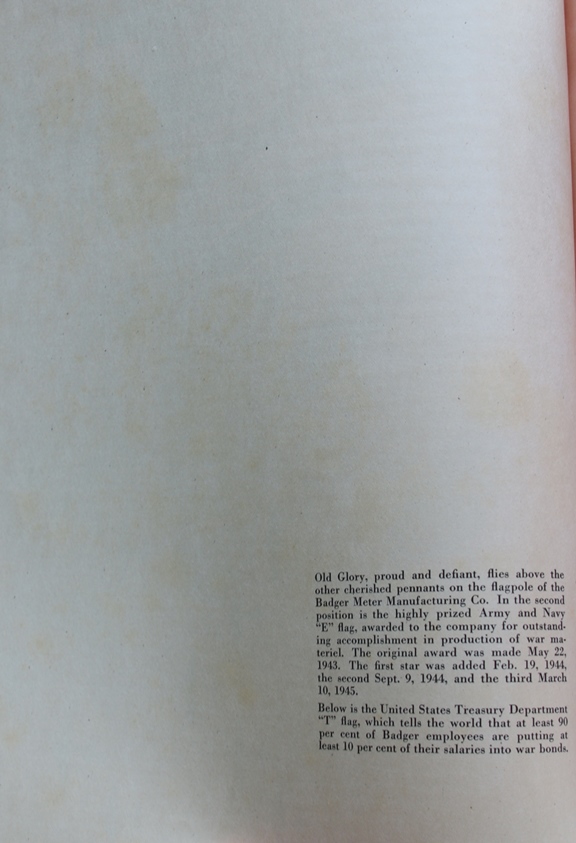 Old Glory, proud and defiant, flies above the
other cherished pennants on the flagpole of the
Badger Meter Manufacturing Co. In the second
position is the highly prized Army and Navy
“E” flag, awarded to the company for outstand-
ing accomplishment in production of war ma-
teriel. The original award was made May 22,
1943. The first star was added Feb. 19, 1944,
the second Sept. 9, 1944, and the third March
10, 1945.
Below is the United States Treasury Department
“T” flag, which tells the world that at least 90
per cent of Badger employees are putting at
least 10 per cent of their salaries into war bonds.